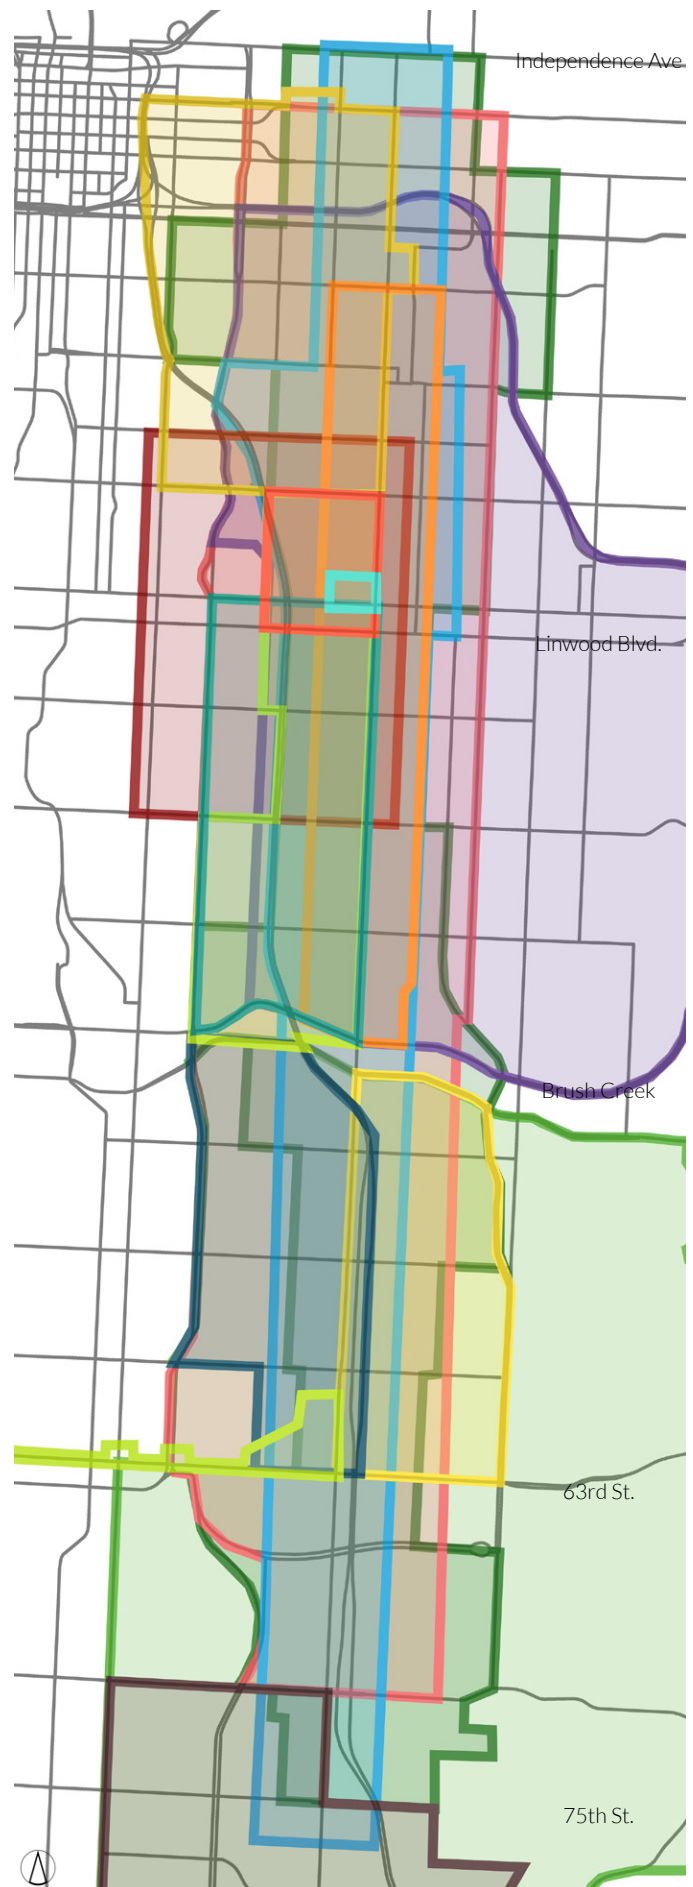 Independence Ave
Linwood Blvd.
Brush Creek
63rd St.
75th St.